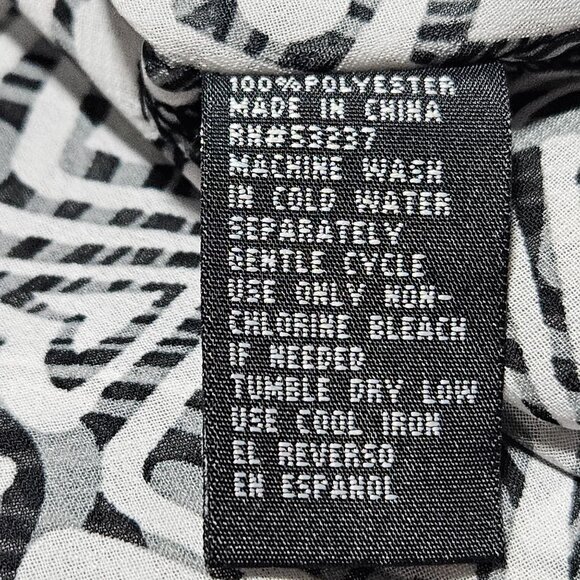 100% POLYESTER
MADE IN CHINA
RN#53297
MACHINE WASH
IN COLD WATER
SEPARATELY
GENTLE CYCLE
USE ONLY NON-
CHLORINE BLEACH
IF NEEDED
TUMBLE DRY LOW
USE COOL IRON
EL REVERSO
EN ESPANOL